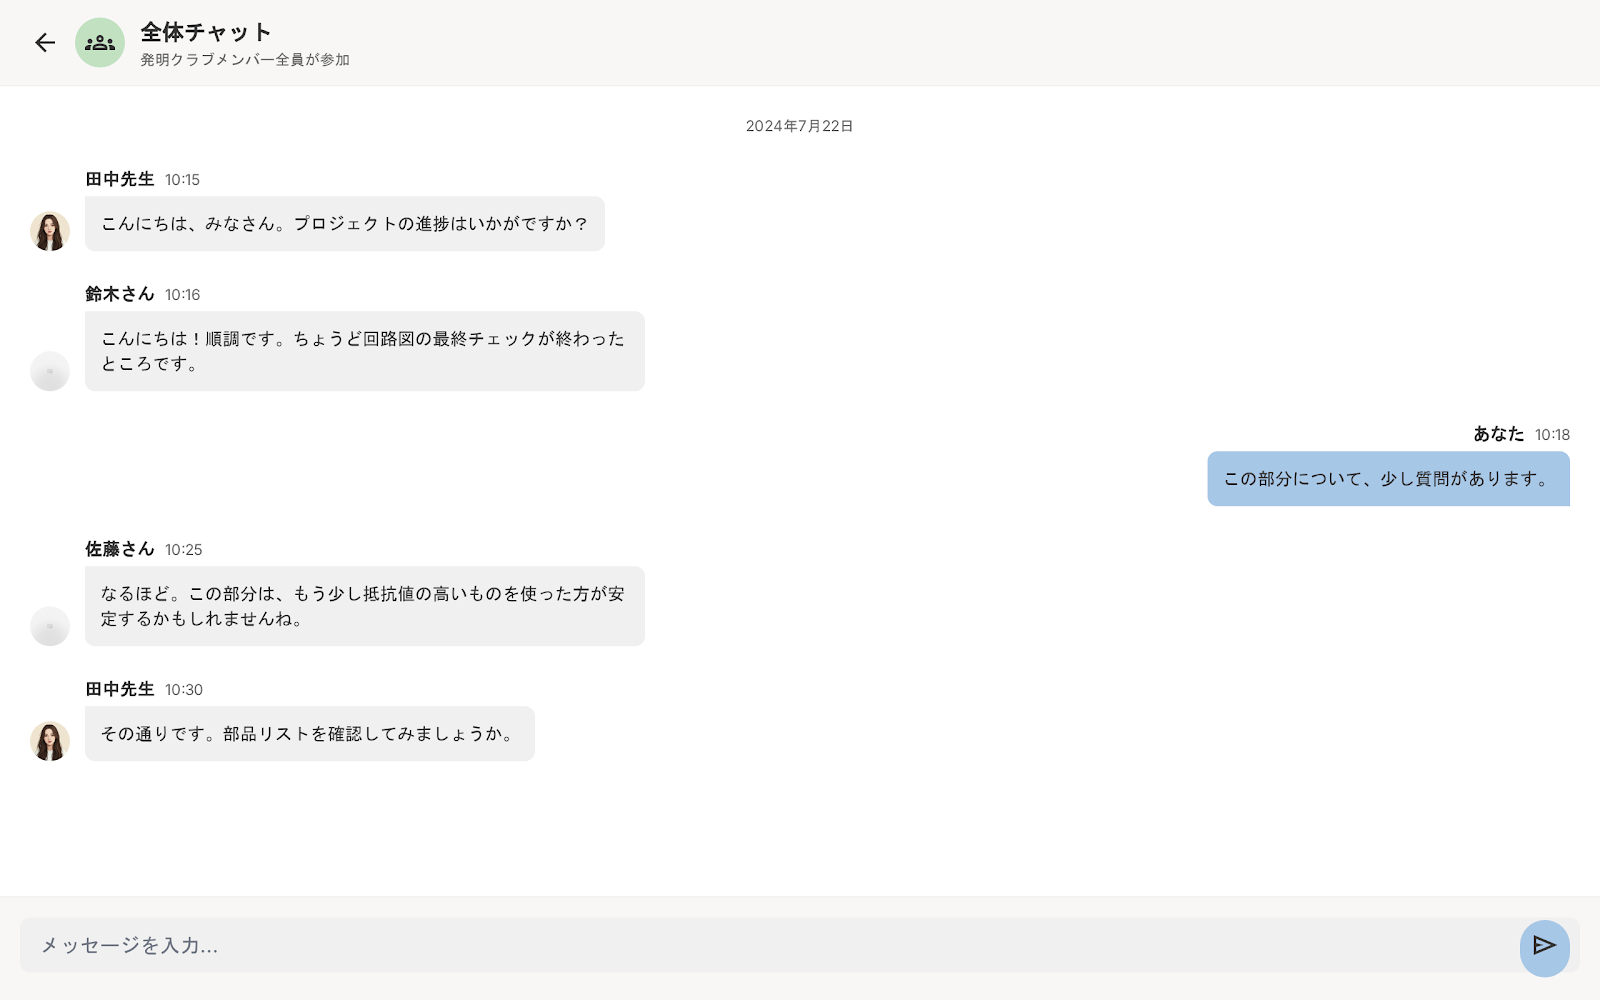 全体チャット
発明クラブメンバー全員が参加
2024年7月22日
田中先生 10:15
こんにちは、みなさん。プロジェクトの進捗はいかがですか？
鈴木さん 10:16
こんにちは！順調です。ちょうど回路図の最終チェックが終わった
ところです。
あなた 10:18
この部分について、少し質問があります。
佐藤さん 10:25
なるほど。この部分は、もう少し抵抗値の高いものを使った方が安
定するかもしれませんね。
田中先生 10:30
その通りです。部品リストを確認してみましょうか。
メッセージを入力...